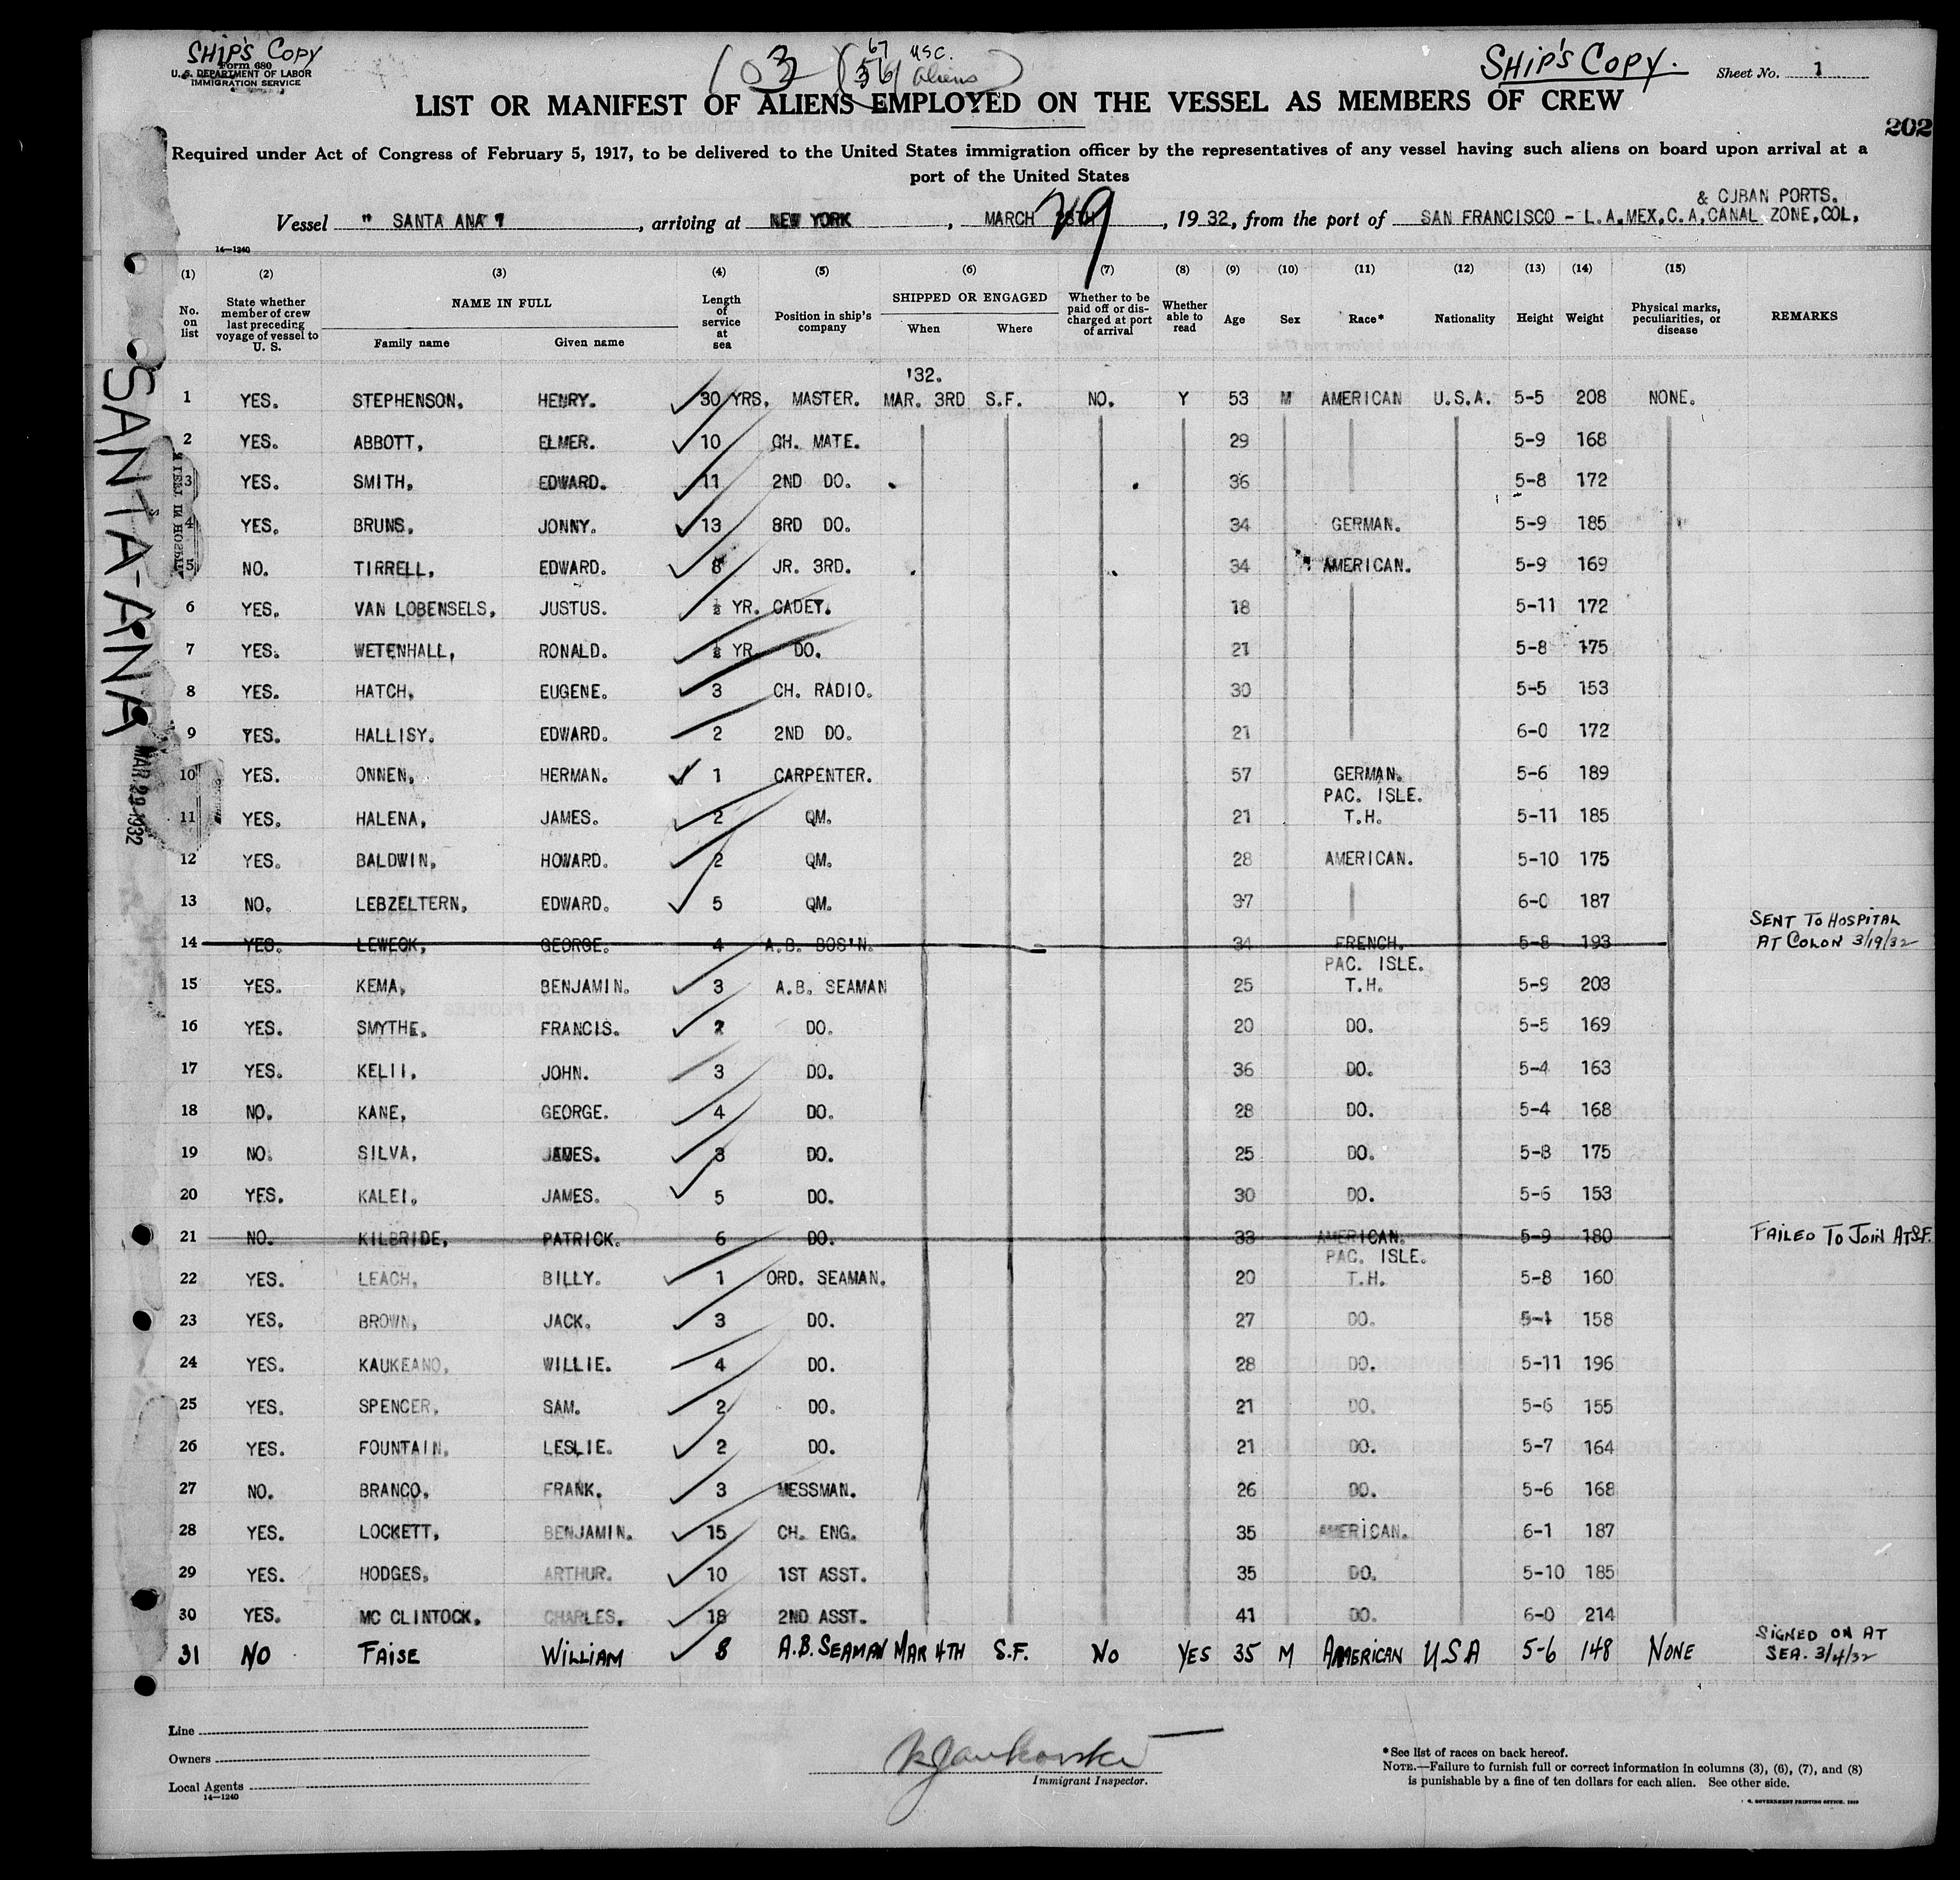 SHIP'S COPY
Form 680
U. S. DEPARTMENT OF LABOR
IMMIGRATION SERVICE
67 USC.
aliens
SHIP'S COPY.
Sheet No. 1
LIST OR MANIFEST OF ALIENS EMPLOYED ON THE VESSEL AS MEMBERS OF CREW
202
Required under Act of Congress of February 5, 1917, to be delivered to the United States immigration officer by the representatives of any vessel having such aliens on board upon arrival at a
port of the United States
& CUBAN PORTS.
Vessel " SANTA ANA ", arriving at NEW YORK, MARCH 29, 1932, from the port of SAN FRANCISCO - L.A.MEX,C.A,CANAL ZONE,COL,
14—1240
(1) (2) (3) (4) (5) (6) (7) (8) (9) (10) (11) (12) (13) (14) (15)
No. on list
State whether member of crew last preceding voyage of vessel to U. S.
NAME IN FULL
Family name
Given name
Length of service at sea
Position in ship's company
SHIPPED OR ENGAGED
When
Where
Whether to be paid off or discharged at port of arrival
Whether able to read
Age
Sex
Race*
Nationality
Height
Weight
Physical marks, peculiarities, or disease
REMARKS
SANTA-ANA
MAR 29 1932
'32.
1 YES. STEPHENSON, HENRY. 30 YRS, MASTER. MAR. 3RD S.F. NO. Y 53 M AMERICAN U.S.A. 5-5 208 NONE.
2 YES. ABBOTT, ELMER. 10 CH. MATE. 29 5-9 168
3 YES. SMITH, EDWARD. 11 2ND DO. 36 5-8 172
4 YES. BRUNS, JONNY. 13 3RD DO. 34 GERMAN. 5-9 185
5 NO. TIRRELL, EDWARD. 8 JR. 3RD. 34 AMERICAN. 5-9 169
6 YES. VAN LOBENSELS, JUSTUS. ½ YR. CADET. 18 5-11 172
7 YES. WETENHALL, RONALD. ½ YR DO. 21 5-8 175
8 YES. HATCH, EUGENE. 3 CH. RADIO. 30 5-5 153
9 YES. HALLISY. EDWARD. 2 2ND DO. 21 6-0 172
10 YES. ONNEN, HERMAN. 1 CARPENTER. 57 GERMAN. 5-6 189
PAC. ISLE.
11 YES. HALENA, JAMES. 2 QM. 21 T.H. 5-11 185
12 YES. BALDWIN, HOWARD. 2 QM. 28 AMERICAN. 5-10 175
13 NO. LEBZELTERN, EDWARD. 5 QM. 37 6-0 187
14 YES. LEWECK, GEORGE. 4 A.B. BOS'N. 34 FRENCH. 5-8 193 SENT TO HOSPITAL AT COLON 3/19/32
PAC. ISLE.
15 YES. KEMA, BENJAMIN. 3 A.B. SEAMAN 25 T.H. 5-9 203
16 YES. SMYTHE, FRANCIS. 2 DO. 20 DO. 5-5 169
17 YES. KELII, JOHN. 3 DO. 36 DO. 5-4 163
18 NO. KANE, GEORGE. 4 DO. 28 DO. 5-4 168
19 NO. SILVA, JAMES. 3 DO. 25 DO. 5-8 175
20 YES. KALEI. JAMES. 5 DO. 30 DO. 5-6 153
21 NO. KILBRIDE, PATRICK. 6 DO. 33 AMERICAN. 5-9 180 FAILED TO JOIN AT S.F.
PAC. ISLE.
22 YES. LEACH, BILLY. 1 ORD. SEAMAN. 20 T.H. 5-8 160
23 YES. BROWN, JACK. 3 DO. 27 DO. 158
24 YES. KAUKEANO, WILLIE. 4 DO. 28 DO. 5-11 196
25 YES. SPENCER, SAM. 2 DO. 21 DO. 5-6 155
26 YES. FOUNTAIN, LESLIE. 2 DO. 21 DO. 5-7 164
27 NO. BRANCO, FRANK. 3 MESSMAN. 26 DO. 5-6 168
28 YES. LOCKETT, BENJAMIN. 15 CH. ENG. 35 AMERICAN. 6-1 187
29 YES. HODGES, ARTHUR. 10 1ST ASST. 35 DO. 5-10 185
30 YES. MC CLINTOCK. CHARLES. 18 2ND ASST. 41 DO. 6-0 214
31 NO FAISE WILLIAM 8 A.B. SEAMAN MAR 4TH S.F. NO YES 35 M AMERICAN USA 5-6 148 NONE SIGNED ON AT SEA. 3/4/32
Line
Owners
Local Agents
14—1240
Immigrant Inspector.
*See list of races on back hereof.
NOTE.—Failure to furnish full or correct information in columns (3), (6), (7), and (8)
is punishable by a fine of ten dollars for each alien. See other side.